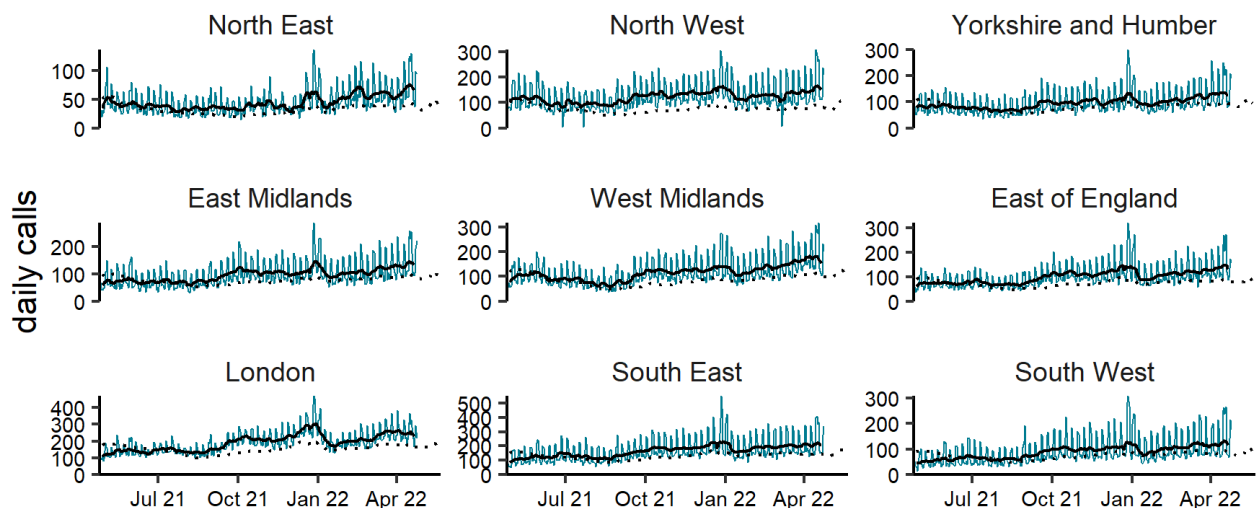 North East
North West
Yorkshire and Humber
100
50
0
300
200
100
0
300
200
100
0
daily calls
East Midlands
West Midlands
East of England
200
100
0
300
200
100
0
300
200
100
0
London
South East
South West
400
300
200
100
0
500
400
300
200
100
0
300
200
100
0
Jul 21 Oct 21 Jan 22 Apr 22
Jul 21 Oct 21 Jan 22 Apr 22
Jul 21 Oct 21 Jan 22 Apr 22